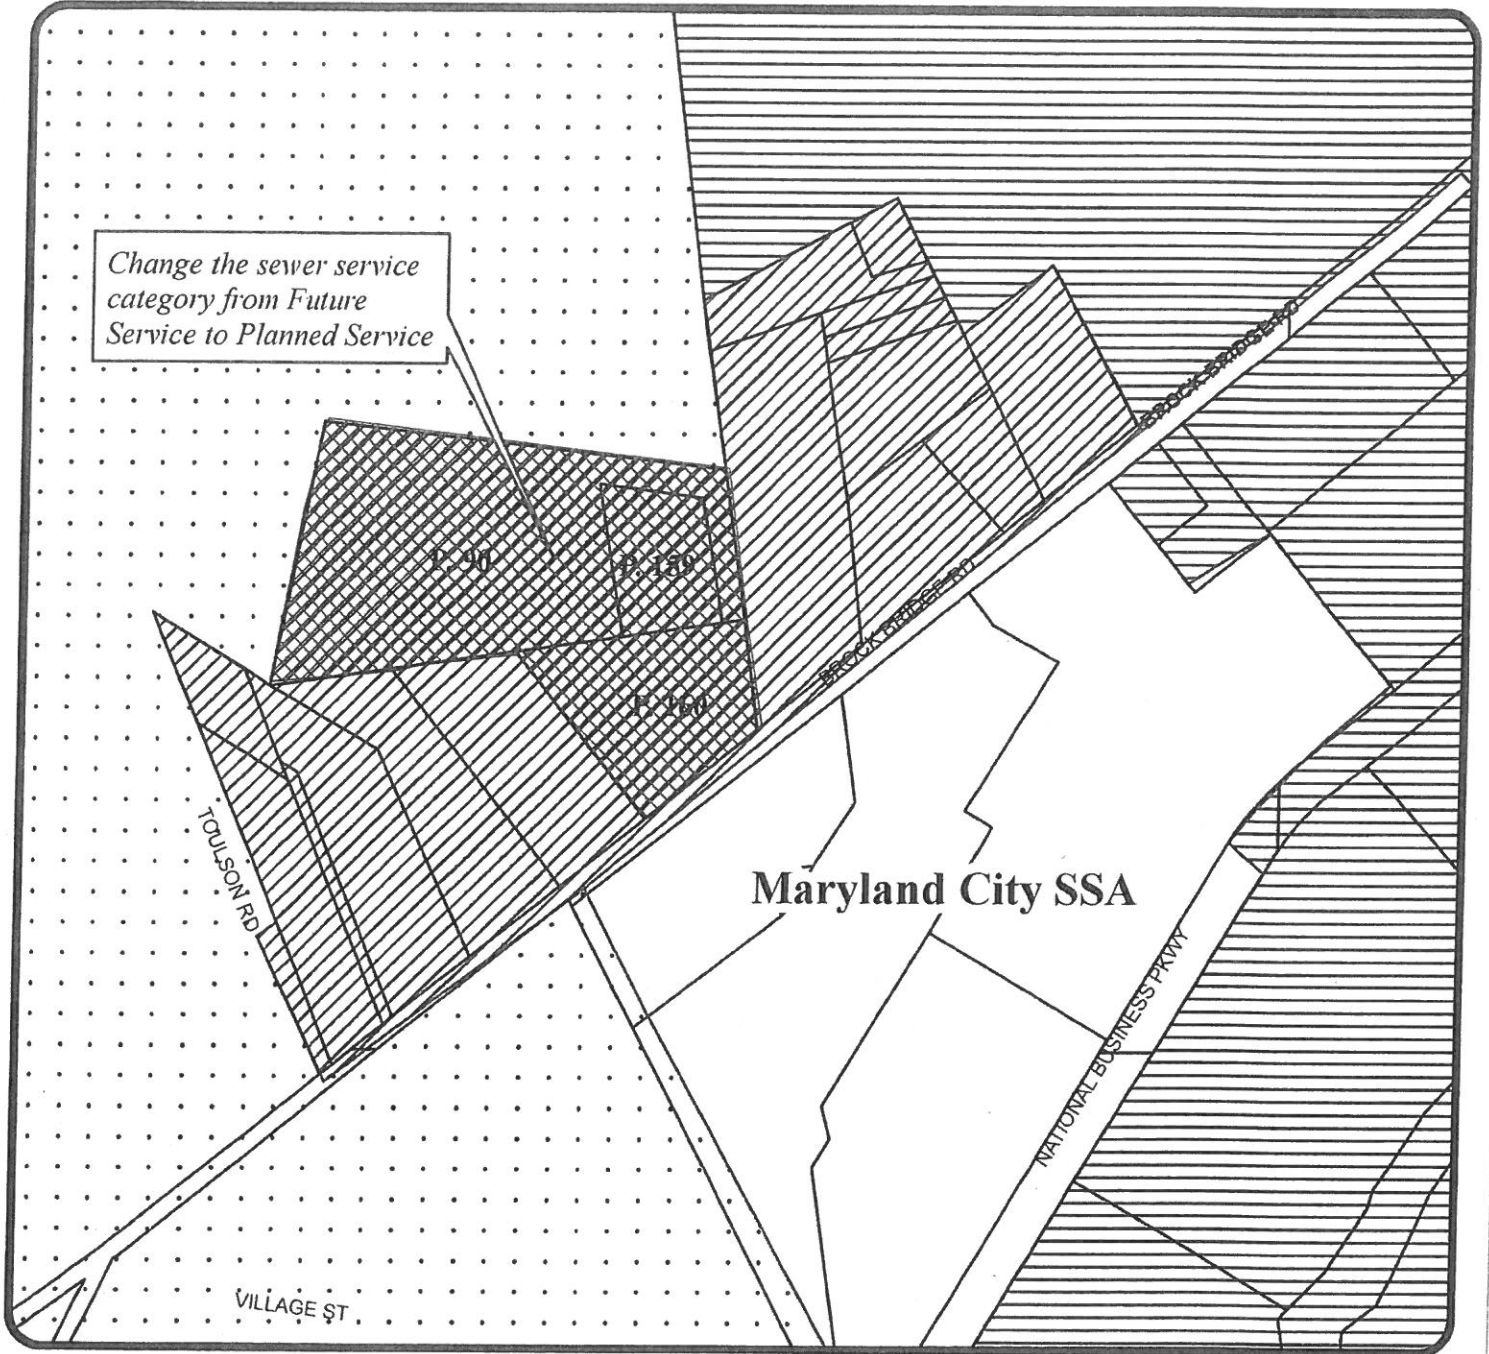 Change the sewer service
category from Future
Service to Planned Service
BROCK BRIDGE RD
P. 90
P. 159
BROCK BRIDGE RD
P. 160
TOULSON RD
Maryland City SSA
NATIONAL BUSINESS PKWY
VILLAGE ST